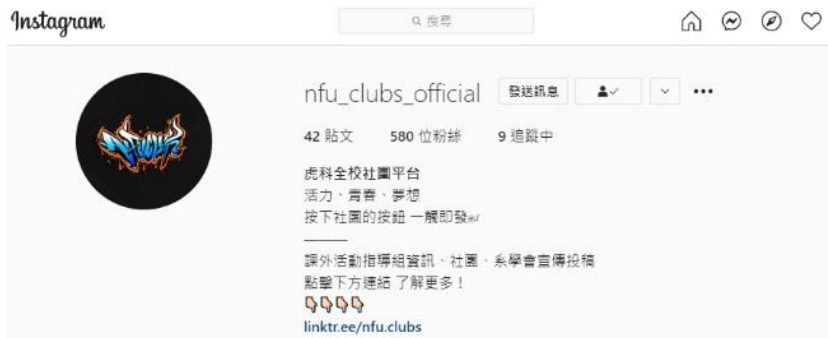 Instagram
搜尋
nfu_clubs_official 發送訊息
42 貼文 580 位粉絲 9 追蹤中
虎科全校社團平台
活力、青春、夢想
按下社團的按鈕 一觸即發
課外活動指導組資訊、社團、系學會宣傳投稿
點擊下方連結 了解更多！
linktr.ee/nfu.clubs